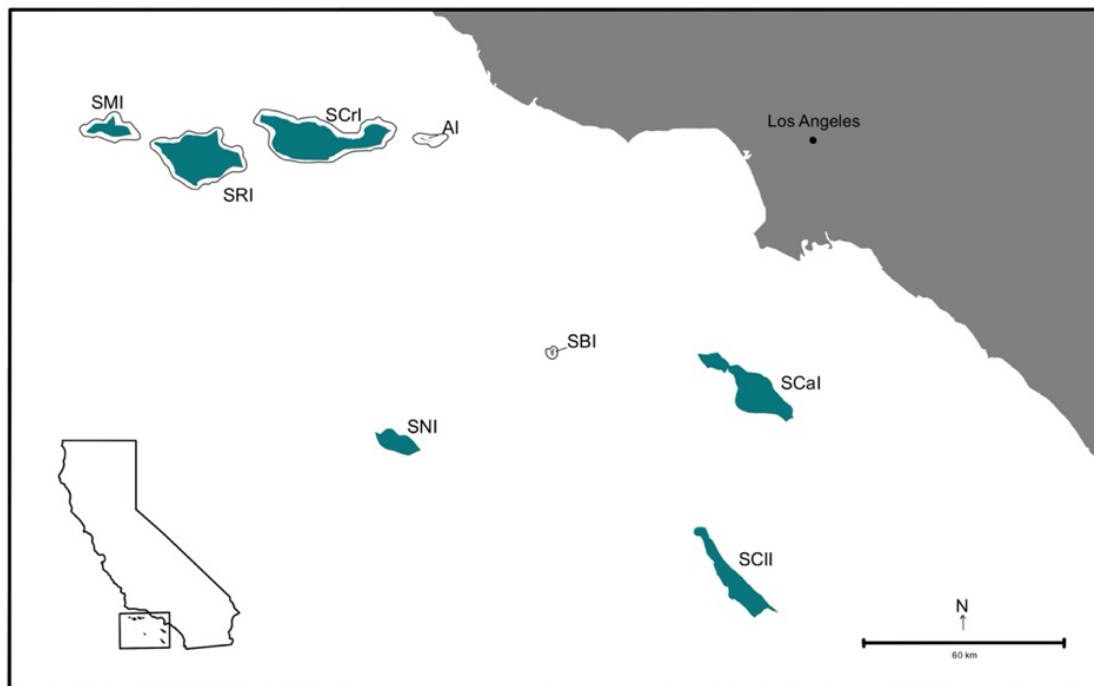 SMI
SCrI
AI
Los Angeles
SRI
SBI
SCaI
SNI
SClI
N
60 km